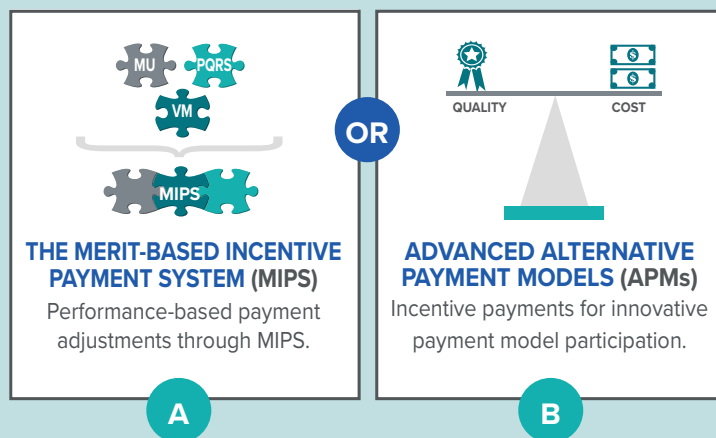 MU
PQRS
VM
MIPS
THE MERIT-BASED INCENTIVE
PAYMENT SYSTEM (MIPS)
Performance-based payment
adjustments through MIPS.
A
OR
$
$
QUALITY
COST
ADVANCED ALTERNATIVE
PAYMENT MODELS (APMs)
Incentive payments for innovative
payment model participation.
B